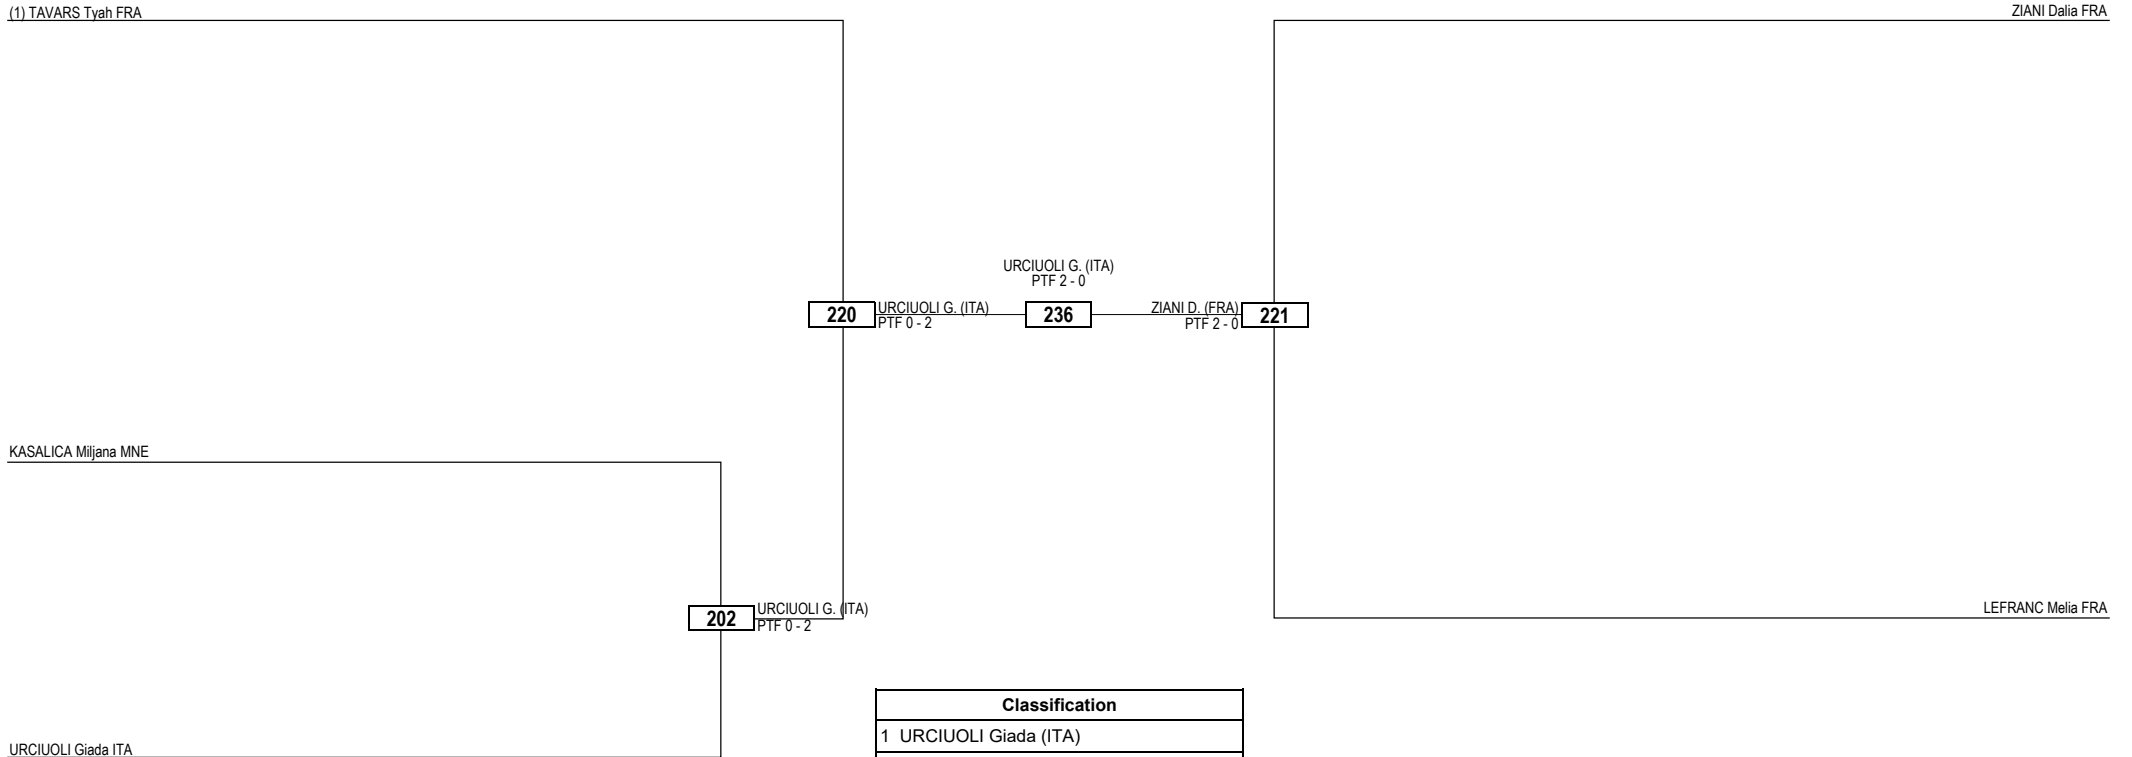 (1) TAVARS Tyah FRA
ZIANI Dalia FRA
URCIUOLI G. (ITA)
PTF 2 - 0
220
URCIUOLI G. (ITA)
PTF 0 - 2
236
ZIANI D. (FRA)
PTF 2 - 0
221
KASALICA Miljana MNE
202
URCIUOLI G. (ITA)
PTF 0 - 2
LEFRANC Melia FRA
Classification
1 URCIUOLI Giada (ITA)
URCIUOLI Giada ITA